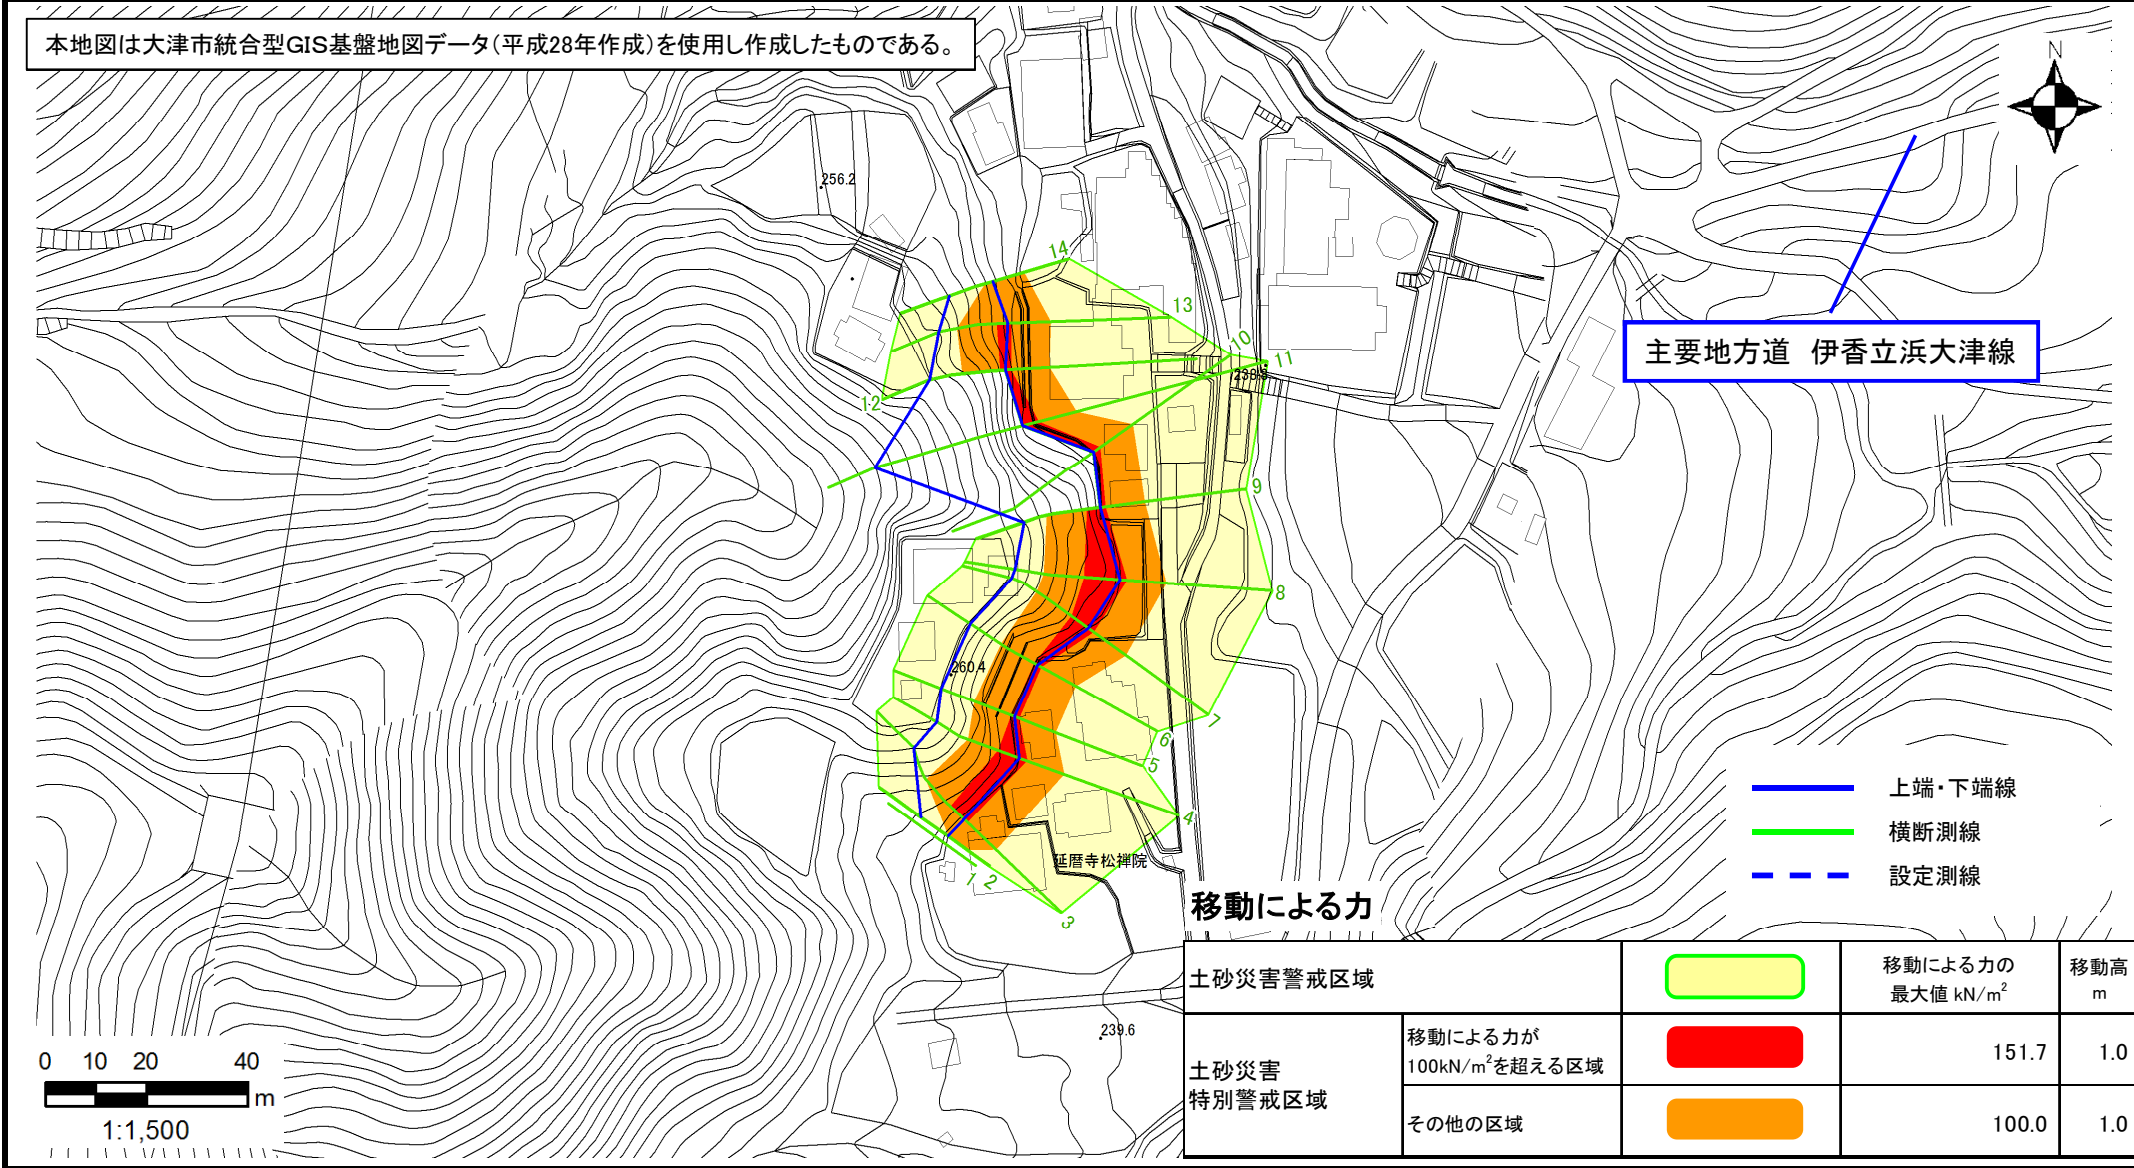 本地図は大津市統合型GIS基盤地図データ(平成28年作成)を使用し作成したものである。
N
256.2
14
13
10
11
238.3
12
主要地方道 伊香立浜大津線
9
8
260.4
7
6
5
4
延暦寺松禅院
1
2
3
上端・下端線
横断測線
設定測線
239.6
0 10 20 40
m
1:1,500
移動による力
土砂災害警戒区域
移動による力の
最大値 kN/m²
移動高
m
土砂災害
特別警戒区域
移動による力が
100kN/m²を超える区域
151.7
1.0
その他の区域
100.0
1.0